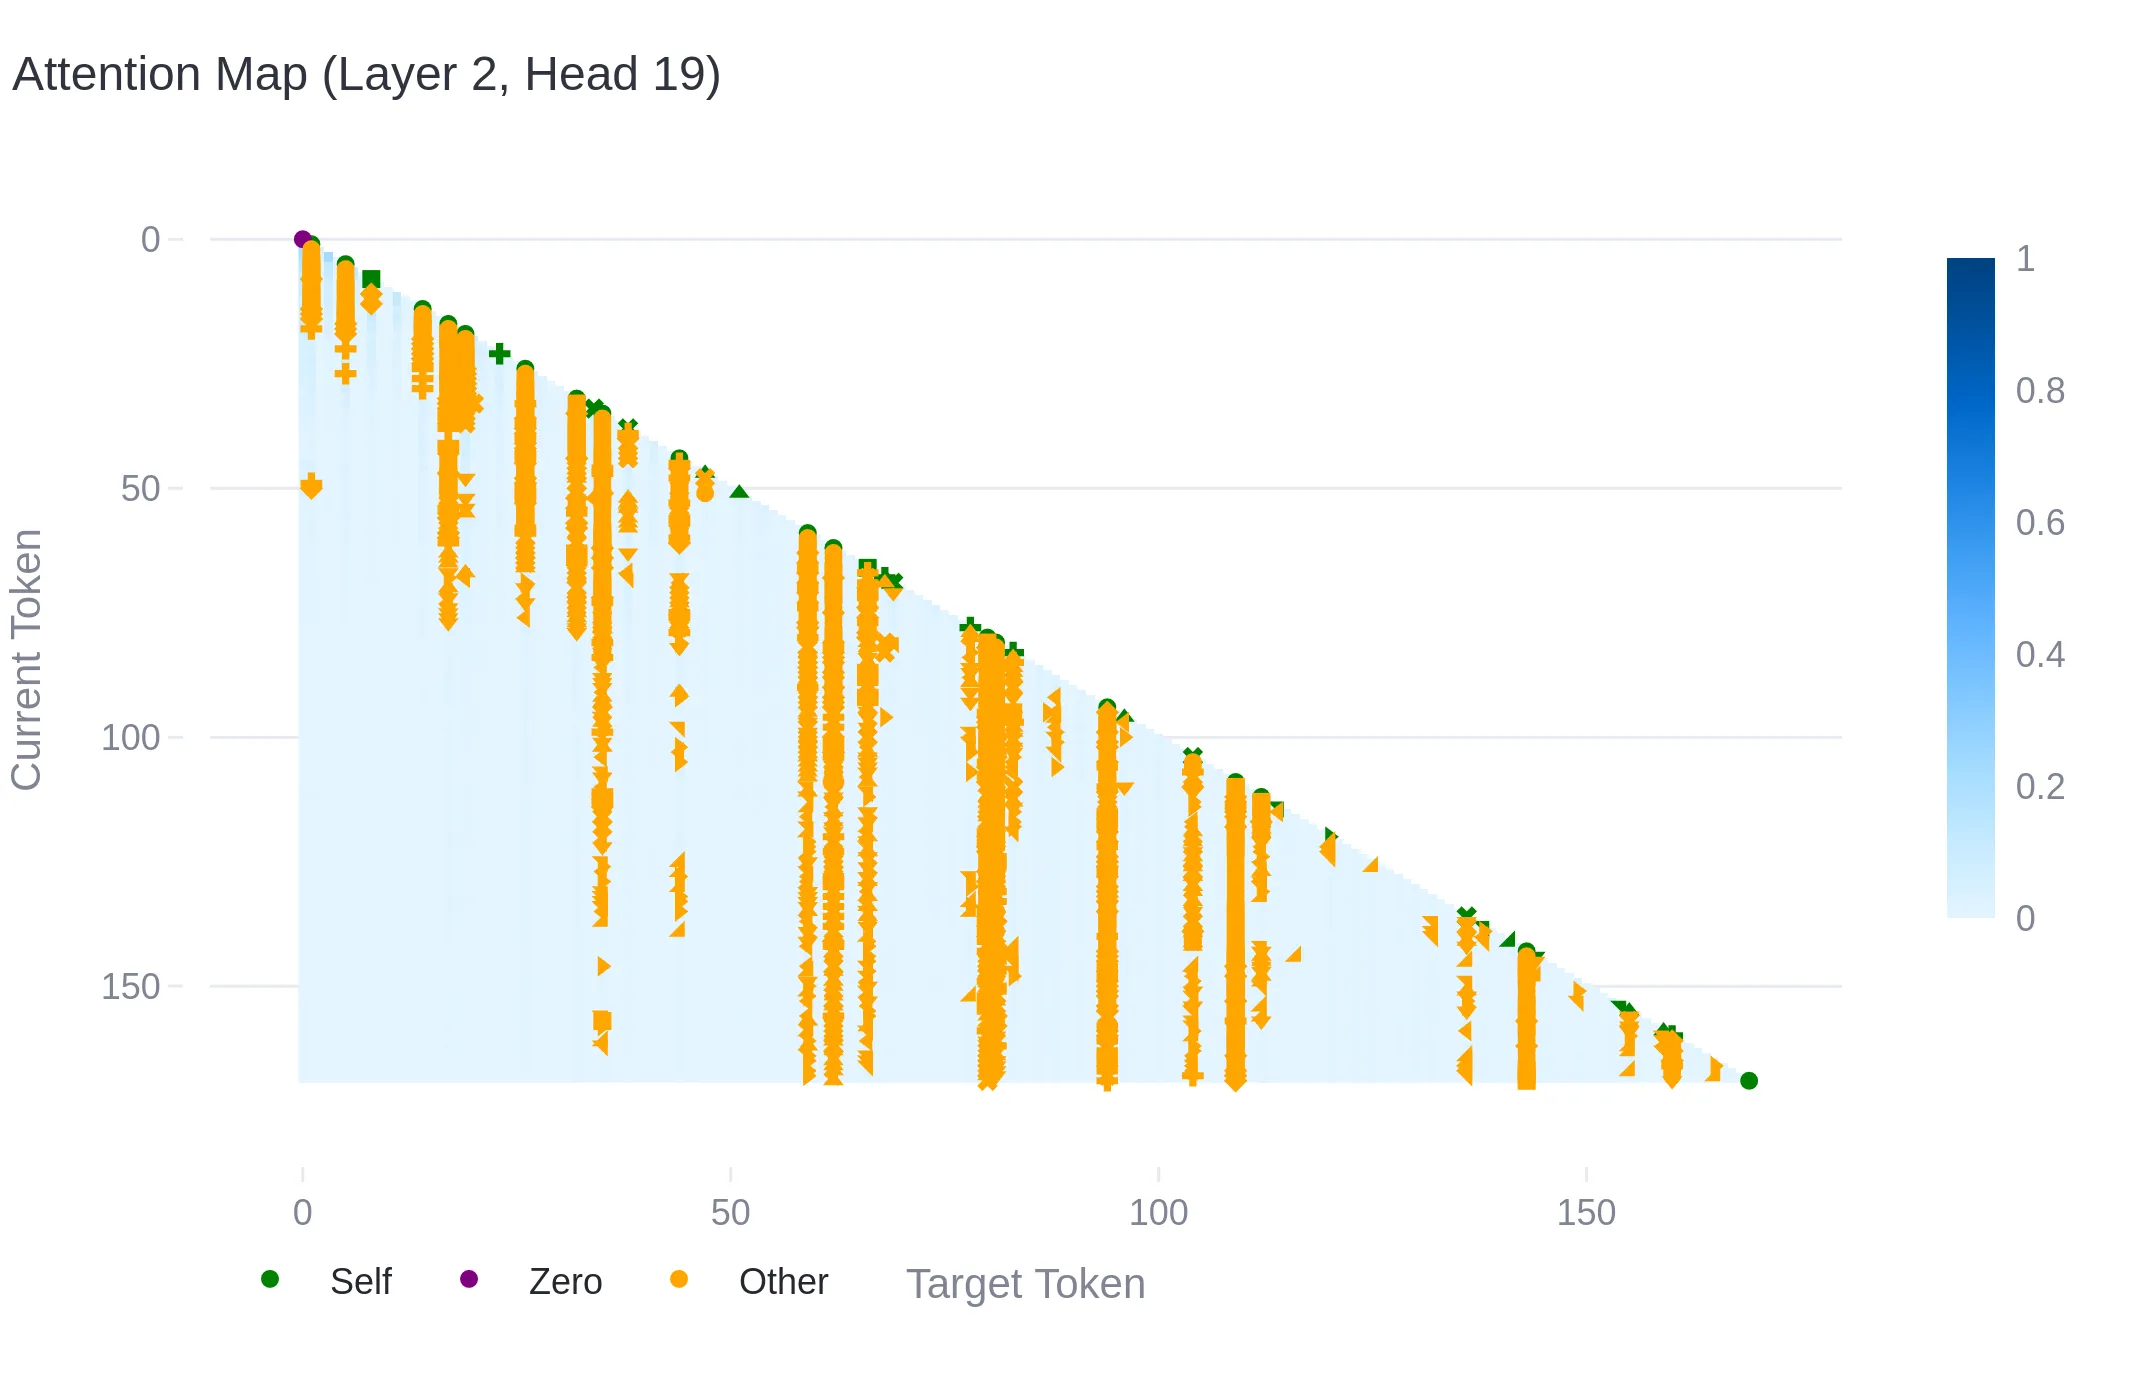 Attention Map (Layer 2, Head 19)
0
50
100
150
Current Token
1
0.8
0.6
0.4
0.2
0
0 50 100 150
Self Zero Other Target Token